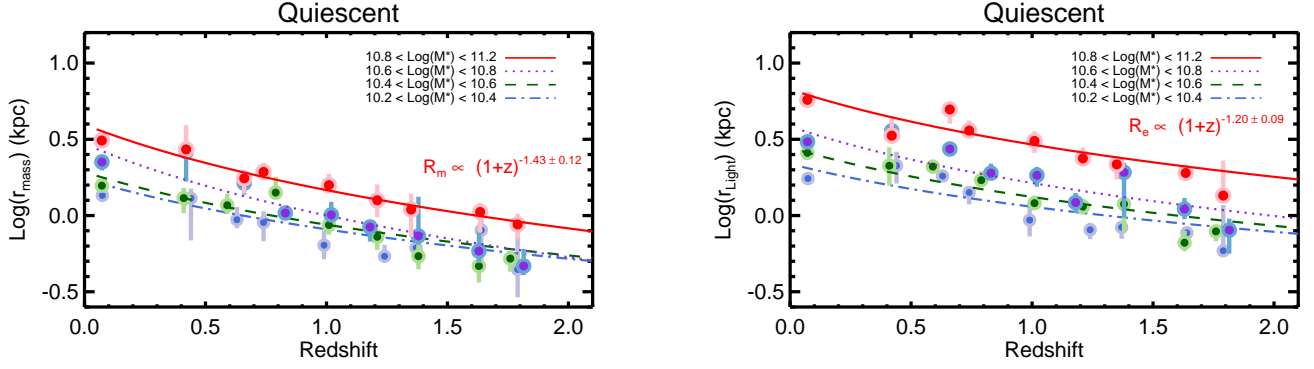 Quiescent
1.0
0.5
0.0
-0.5
Log(r_mass) (kpc)
10.8 < Log(M*) < 11.2
10.6 < Log(M*) < 10.8
10.4 < Log(M*) < 10.6
10.2 < Log(M*) < 10.4
R_m ∝ (1+z)^-1.43 ± 0.12
0.0 0.5 1.0 1.5 2.0
Redshift
Quiescent
1.0
0.5
0.0
-0.5
Log(r_Light) (kpc)
10.8 < Log(M*) < 11.2
10.6 < Log(M*) < 10.8
10.4 < Log(M*) < 10.6
10.2 < Log(M*) < 10.4
R_e ∝ (1+z)^-1.20 ± 0.09
0.0 0.5 1.0 1.5 2.0
Redshift